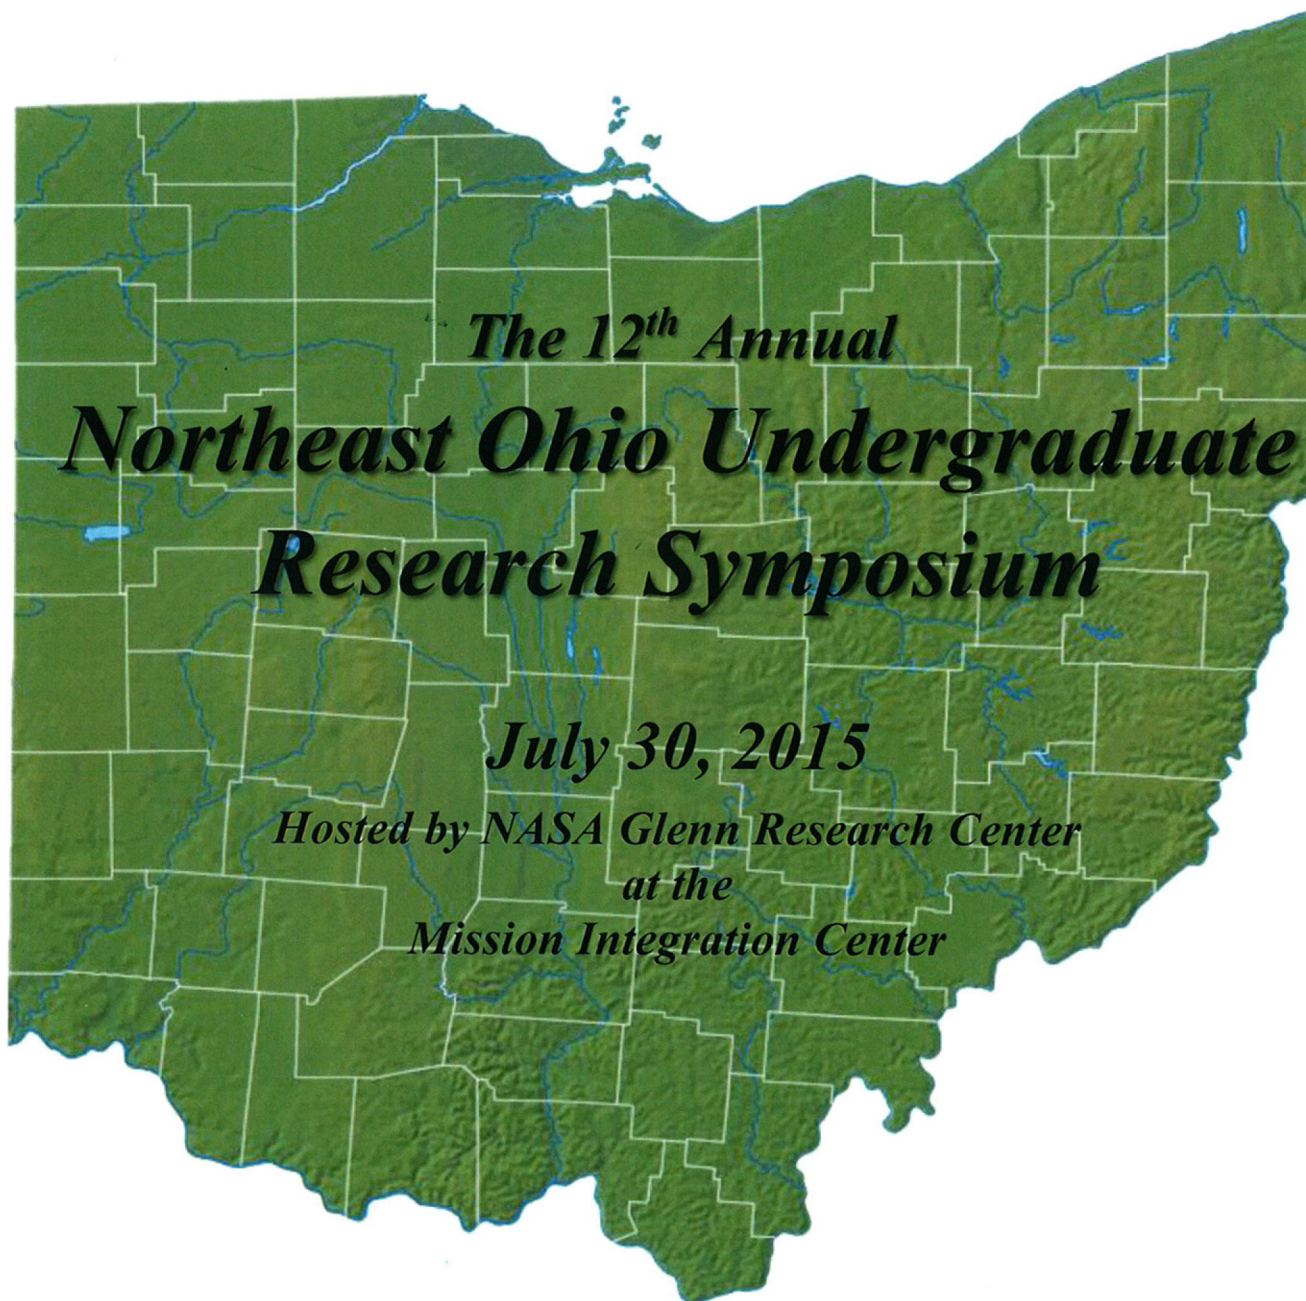 The 12th Annual
Northeast Ohio Undergraduate
Research Symposium
July 30, 2015
Hosted by NASA Glenn Research Center
at the
Mission Integration Center